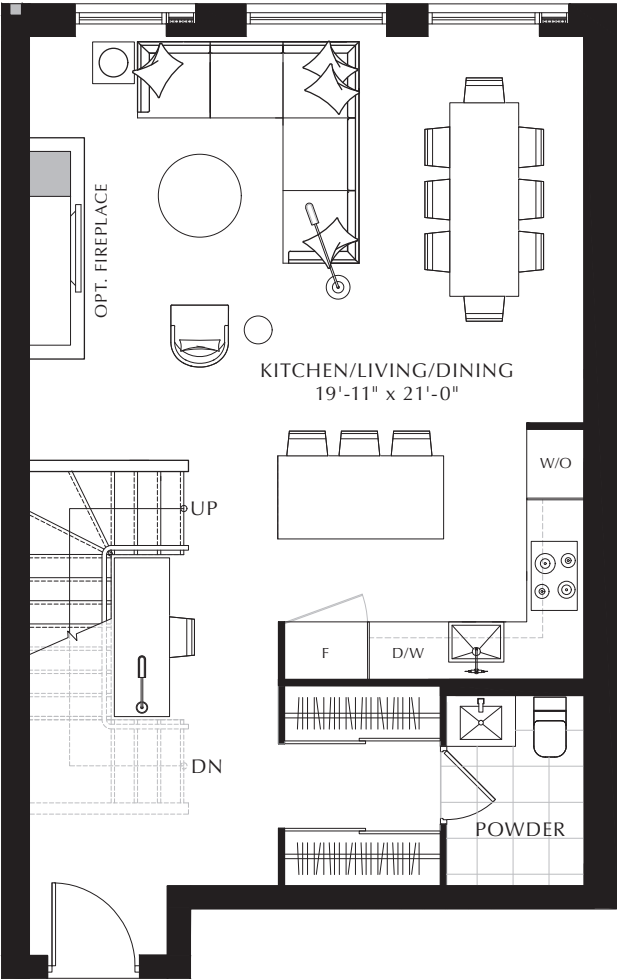 OPT. FIREPLACE
KITCHEN/LIVING/DINING
19'-11" x 21'-0"
W/O
UP
F
D/W
DN
POWDER